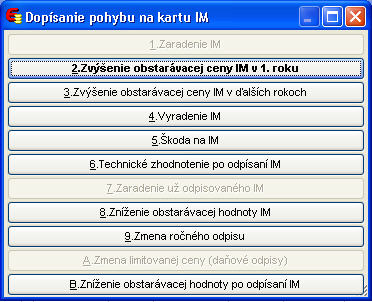 Dopísanie pohybu na kartu IM
1.Zaradenie IM
2.Zvýšenie obstarávacej ceny IM v 1. roku
3.Zvýšenie obstarávacej ceny IM v ďalších rokoch
4.Vyradenie IM
5.Škoda na IM
6.Technické zhodnotenie po odpísaní IM
7.Zaradenie už odpisovaného IM
8.Zníženie obstarávacej hodnoty IM
9.Zmena ročného odpisu
A.Zmena limitovanej ceny (daňové odpisy)
B.Zníženie obstarávacej hodnoty po odpísaní IM